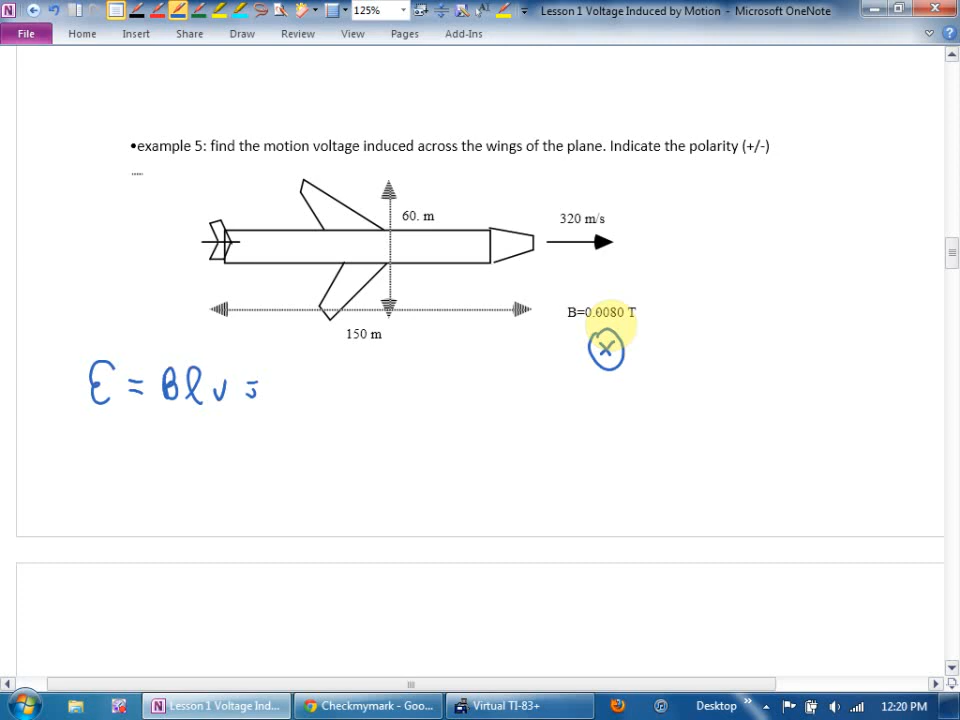 125%
Lesson 1 Voltage Induced by Motion - Microsoft OneNote
File Home Insert Share Draw Review View Pages Add-Ins
•example 5: find the motion voltage induced across the wings of the plane. Indicate the polarity (+/-)
.....
60. m
320 m/s
B=0.0080 T
x
150 m
ℰ = Blv =
Lesson 1 Voltage Ind... Checkmymark - Goo... Virtual TI-83+ Desktop 12:20 PM